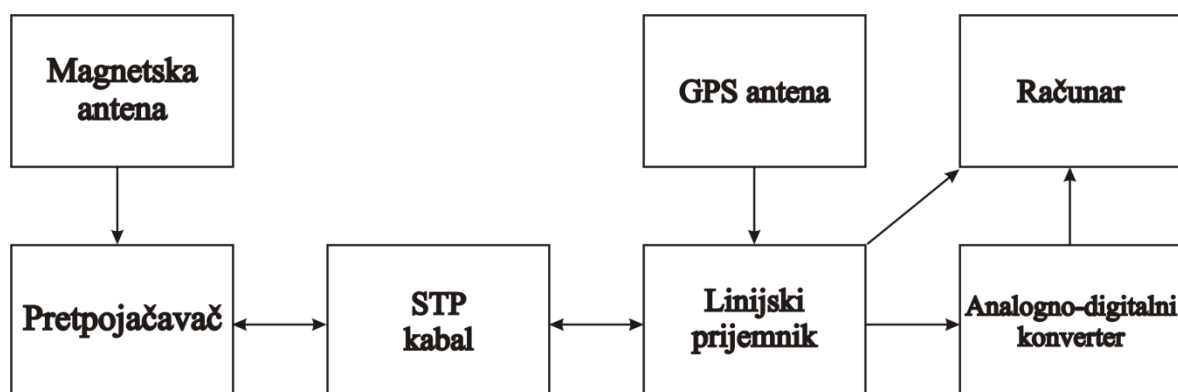 Magnetska
antena
GPS antena
Računar
Pretpojačavač
STP
kabal
Linijski
prijemnik
Analogno-digitalni
konverter